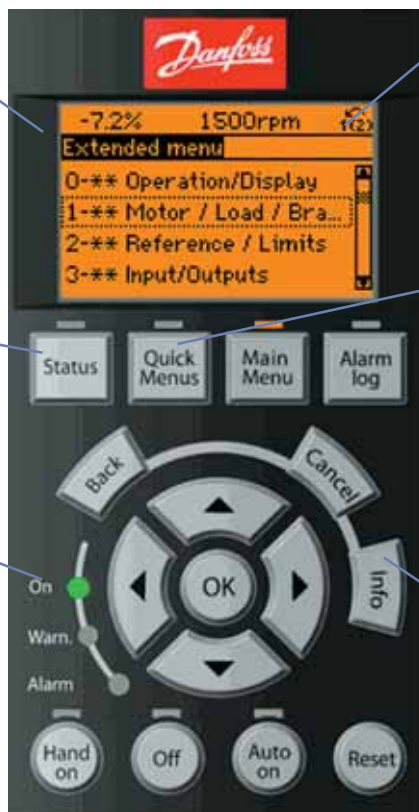 Danfoss
-7.2% 1500rpm 1(2)
Extended menu
0-** Operation/Display
1-** Motor / Load / Bra...
2-** Reference / Limits
3-** Input/Outputs
Status
Quick Menus
Main Menu
Alarm log
Back
Cancel
Info
OK
On
Warn.
Alarm
Hand on
Off
Auto on
Reset